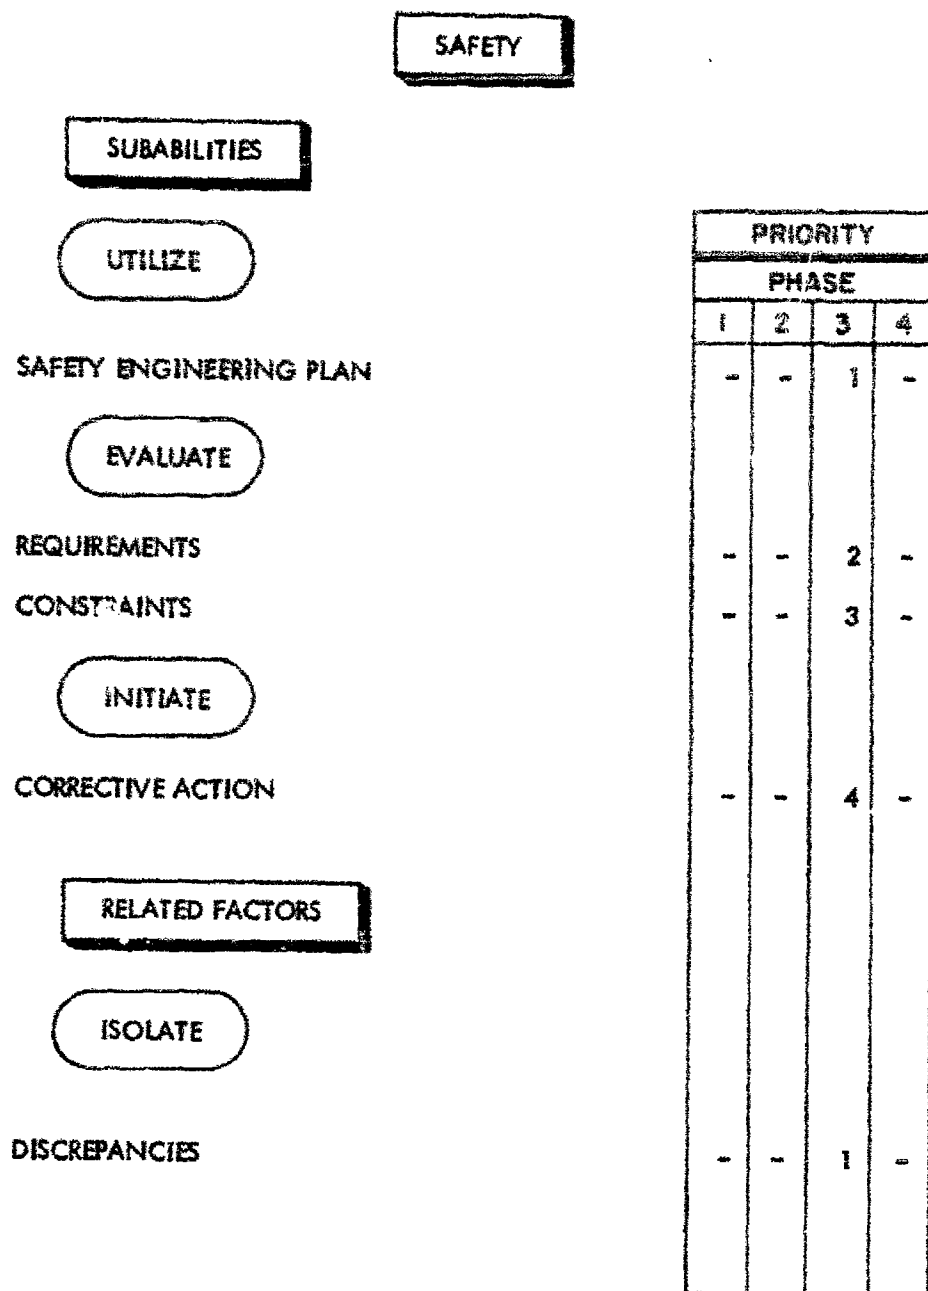 SAFETY
SUBABILITIES
UTILIZE
PRIORITY
PHASE
1 2 3 4
SAFETY ENGINEERING PLAN - - 1 -
EVALUATE
REQUIREMENTS - - 2 -
CONSTRAINTS - - 3 -
INITIATE
CORRECTIVE ACTION - - 4 -
RELATED FACTORS
ISOLATE
DISCREPANCIES - - 1 -